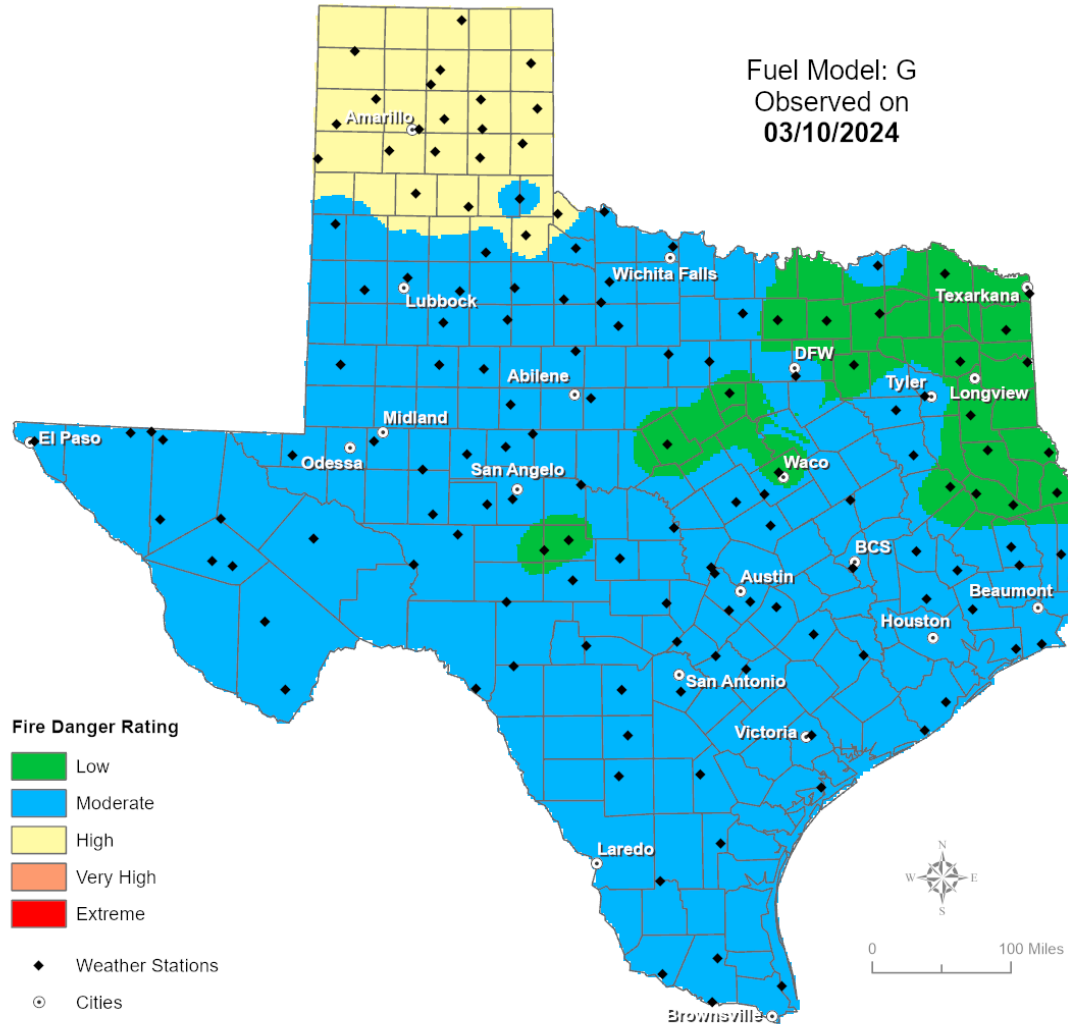 Fuel Model: G
Observed on
03/10/2024
Amarillo
Wichita Falls
Lubbock
Texarkana
DFW
Abilene
Tyler
Longview
Midland
El Paso
Odessa
San Angelo
Waco
BCS
Austin
Beaumont
Houston
San Antonio
Victoria
Laredo
Brownsville
Fire Danger Rating
Low
Moderate
High
Very High
Extreme
Weather Stations
Cities
N
W E
S
0 100 Miles